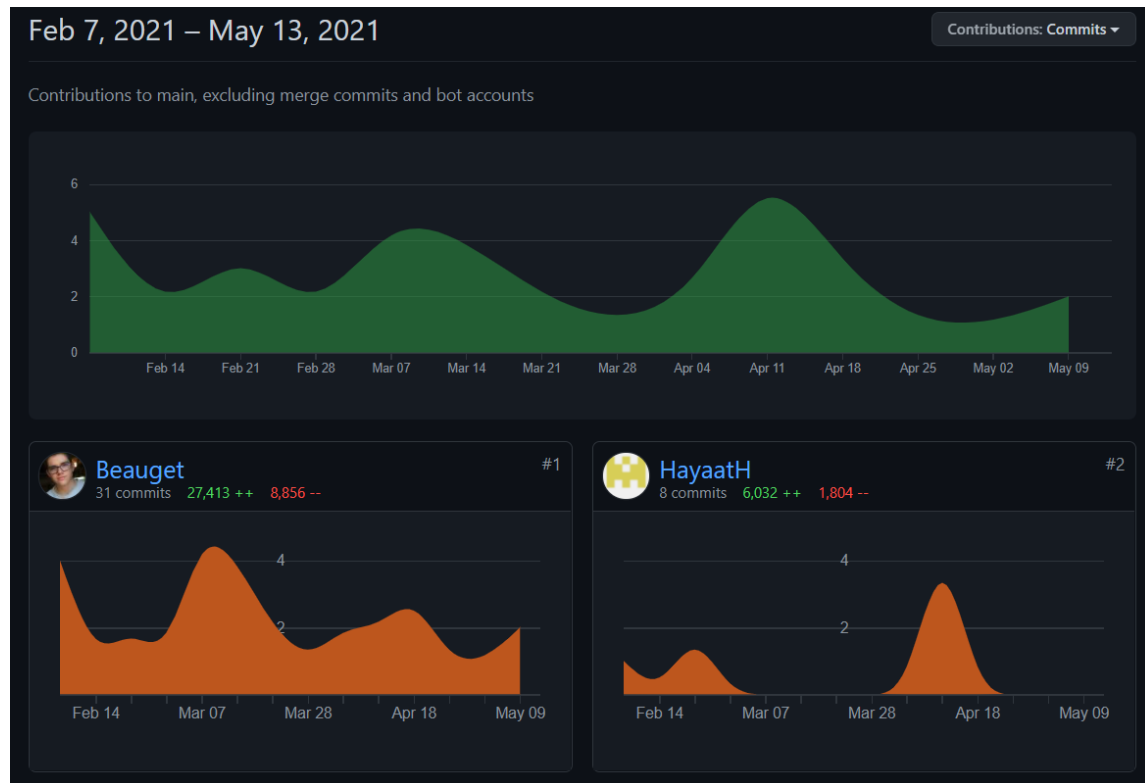 Feb 7, 2021 – May 13, 2021
Contributions: Commits
Contributions to main, excluding merge commits and bot accounts
6
4
2
0
Feb 14 Feb 21 Feb 28 Mar 07 Mar 14 Mar 21 Mar 28 Apr 04 Apr 11 Apr 18 Apr 25 May 02 May 09
Beauget #1
31 commits 27,413 ++ 8,856 --
4
2
Feb 14 Mar 07 Mar 28 Apr 18 May 09
HayaatH #2
8 commits 6,032 ++ 1,804 --
4
2
Feb 14 Mar 07 Mar 28 Apr 18 May 09